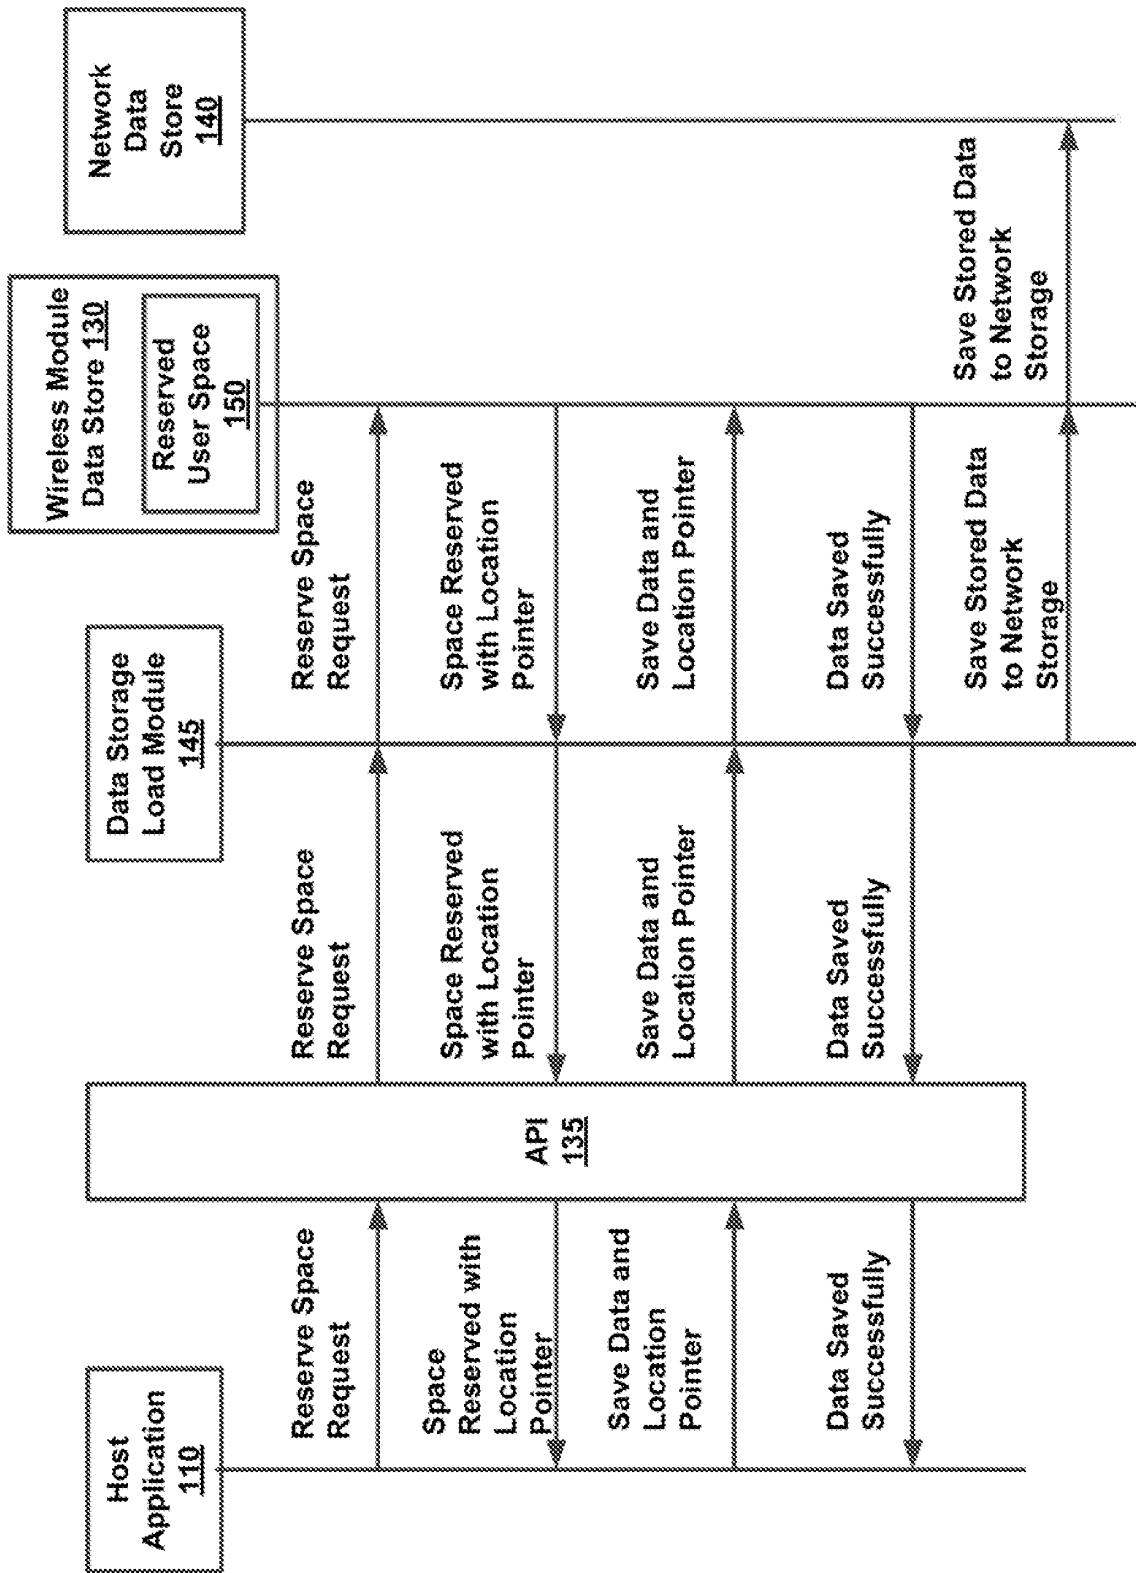 Host
Application
110
API
135
Data Storage
Load Module
145
Wireless Module
Data Store 130
Reserved
User Space
150
Network
Data
Store
140
Reserve Space
Request
Reserve Space
Request
Reserve Space
Request
Space
Reserved with
Location
Pointer
Space Reserved
with Location
Pointer
Space Reserved
with Location
Pointer
Save Data and
Location
Pointer
Save Data and
Location Pointer
Save Data and
Location Pointer
Data Saved
Successfully
Data Saved
Successfully
Data Saved
Successfully
Save Stored Data
to Network
Storage
Save Stored Data
to Network
Storage